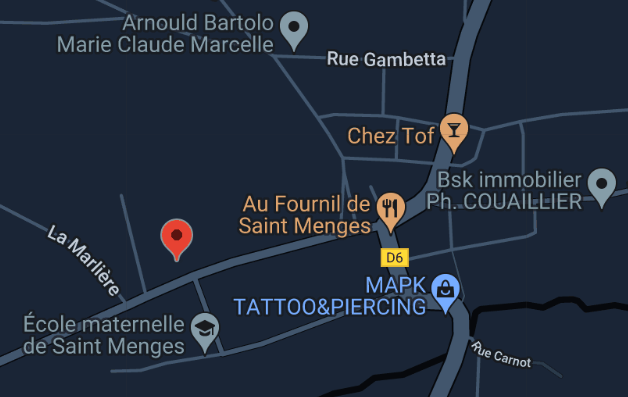 Arnould Bartolo
Marie Claude Marcelle
Rue Gambetta
Chez Tof
Bsk immobilier
Ph. COUAILLIER
Au Fournil de
Saint Menges
La Marlière
D6
MAPK
TATTOO&PIERCING
École maternelle
de Saint Menges
Rue Carnot